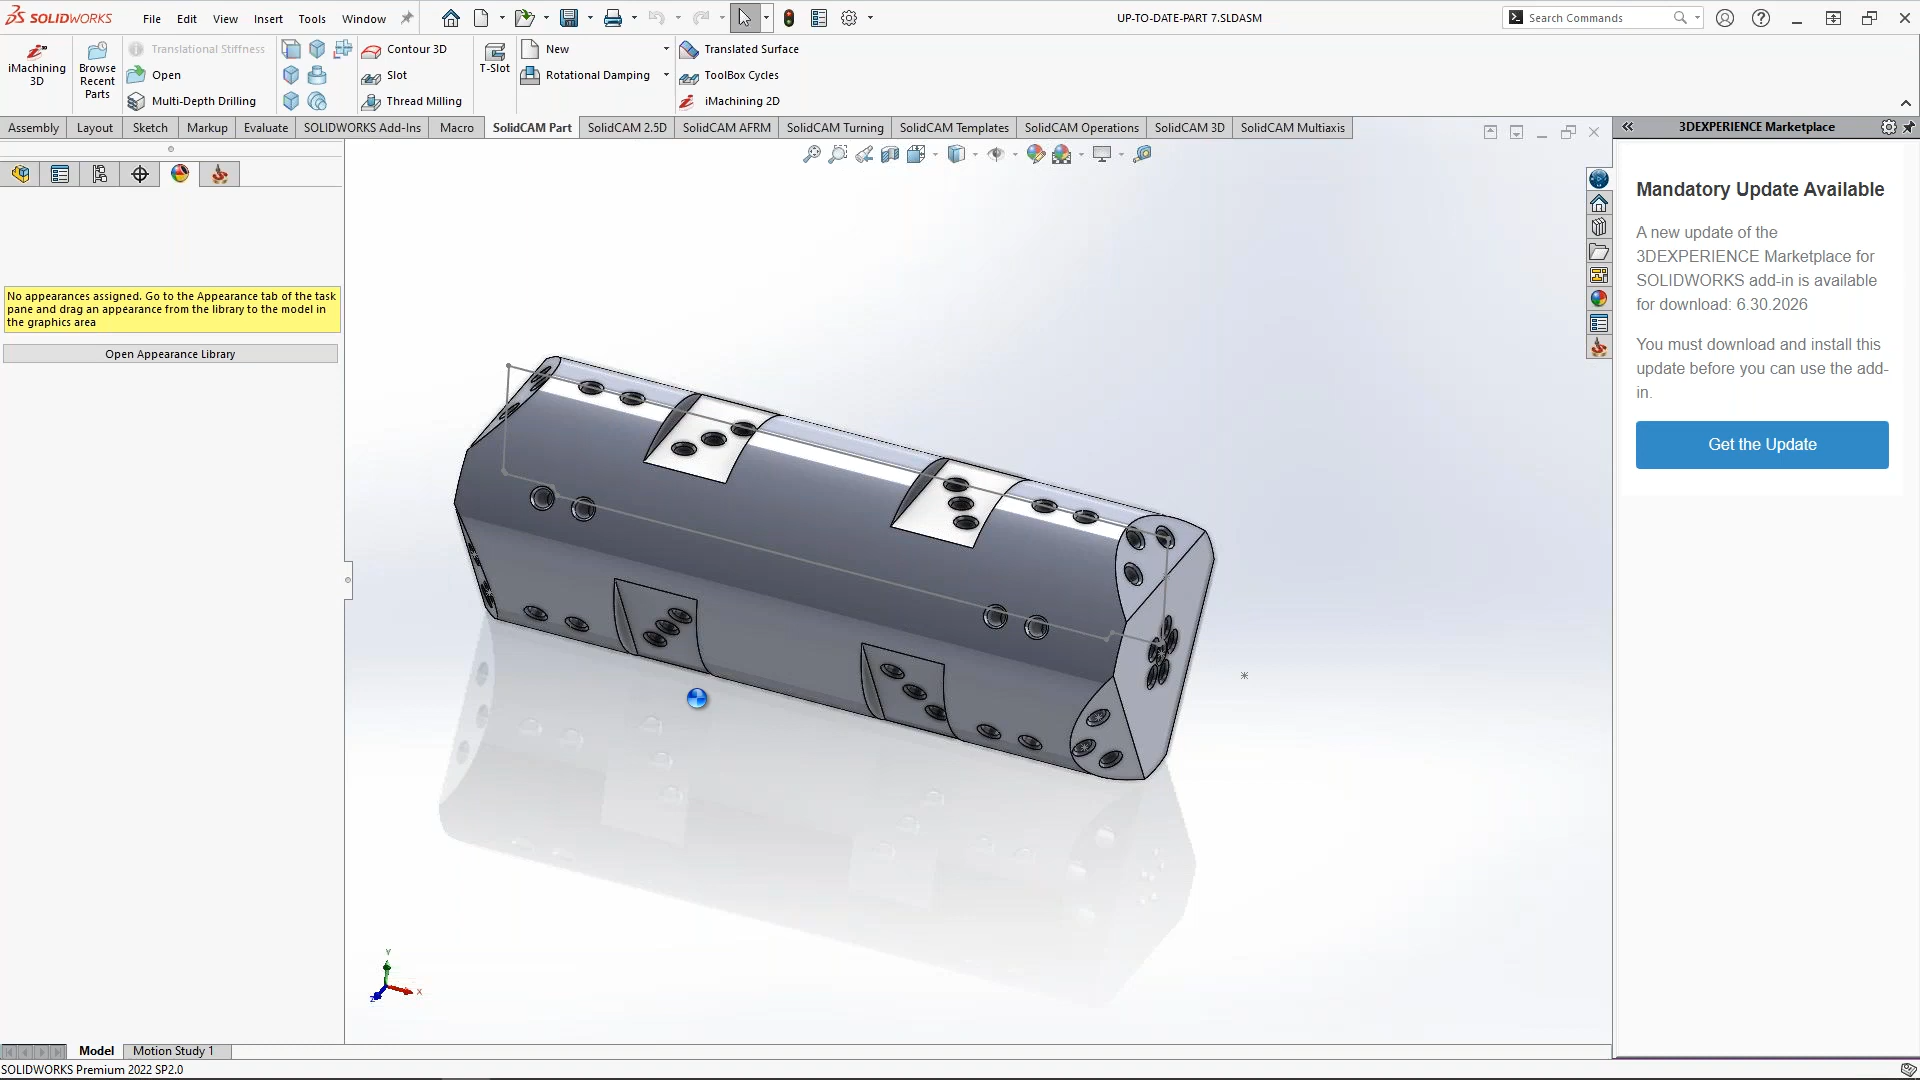 SOLIDWORKS
File
Edit
View
Insert
Tools
Window
UP-TO-DATE-PART 7.SLDASM
Search Commands
iMachining
3D
Browse
Recent
Parts
Translational Stiffness
Open
Multi-Depth Drilling
Contour 3D
Slot
Thread Milling
T-Slot
New
Rotational Damping
Translated Surface
ToolBox Cycles
iMachining 2D
Assembly
Layout
Sketch
Markup
Evaluate
SOLIDWORKS Add-Ins
Macro
SolidCAM Part
SolidCAM 2.5D
SolidCAM AFRM
SolidCAM Turning
SolidCAM Templates
SolidCAM Operations
SolidCAM 3D
SolidCAM Multiaxis
3DEXPERIENCE Marketplace
Mandatory Update Available
A new update of the
3DEXPERIENCE Marketplace for
SOLIDWORKS add-in is available
for download: 6.30.2026
You must download and install this
update before you can use the add-
in.
Get the Update
No appearances assigned. Go to the Appearance tab of the task
pane and drag an appearance from the library to the model in
the graphics area
Open Appearance Library
Y
X
Z
Model
Motion Study 1
SOLIDWORKS Premium 2022 SP2.0